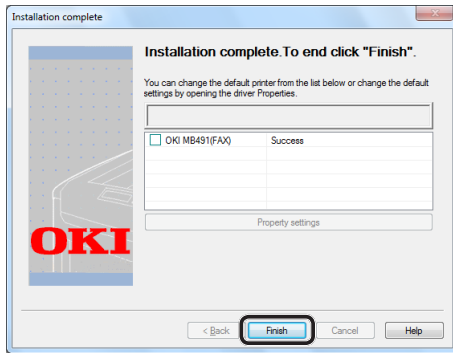 Installation complete
Installation complete.To end click "Finish".
You can change the default printer from the list below or change the default
settings by opening the driver Properties.
OKI MB491(FAX) Success
Property settings
OKI
< Back Finish Cancel Help